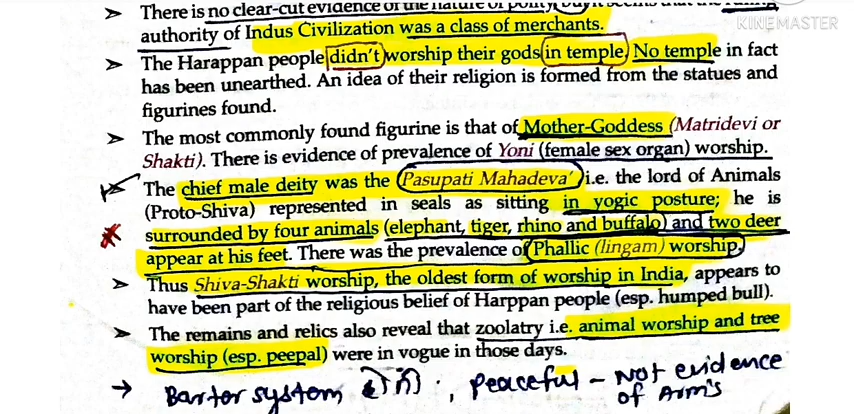 There is no clear-cut evidence of the nature of polity, but it seems that the ruling
KINEMASTER
authority of Indus Civilization was a class of merchants.
➤ The Harappan people didn't worship their gods in temple. No temple in fact
has been unearthed. An idea of their religion is formed from the statues and
figurines found.
➤ The most commonly found figurine is that of Mother-Goddess (Matridevi or
Shakti). There is evidence of prevalence of Yoni (female sex organ) worship.
The chief male deity was the 'Pasupati Mahadeva' i.e. the lord of Animals
(Proto-Shiva) represented in seals as sitting in yogic posture; he is
surrounded by four animals (elephant, tiger, rhino and buffalo) and two deer
appear at his feet. There was the prevalence of Phallic (lingam) worship.
➤ Thus Shiva-Shakti worship, the oldest form of worship in India, appears to
have been part of the religious belief of Harppan people (esp. humped bull).
➤ The remains and relics also reveal that zoolatry i.e. animal worship and tree
worship (esp. peepal) were in vogue in those days.
→ Bartor system होगी ; Peaceful - Not evidence
of Arm's